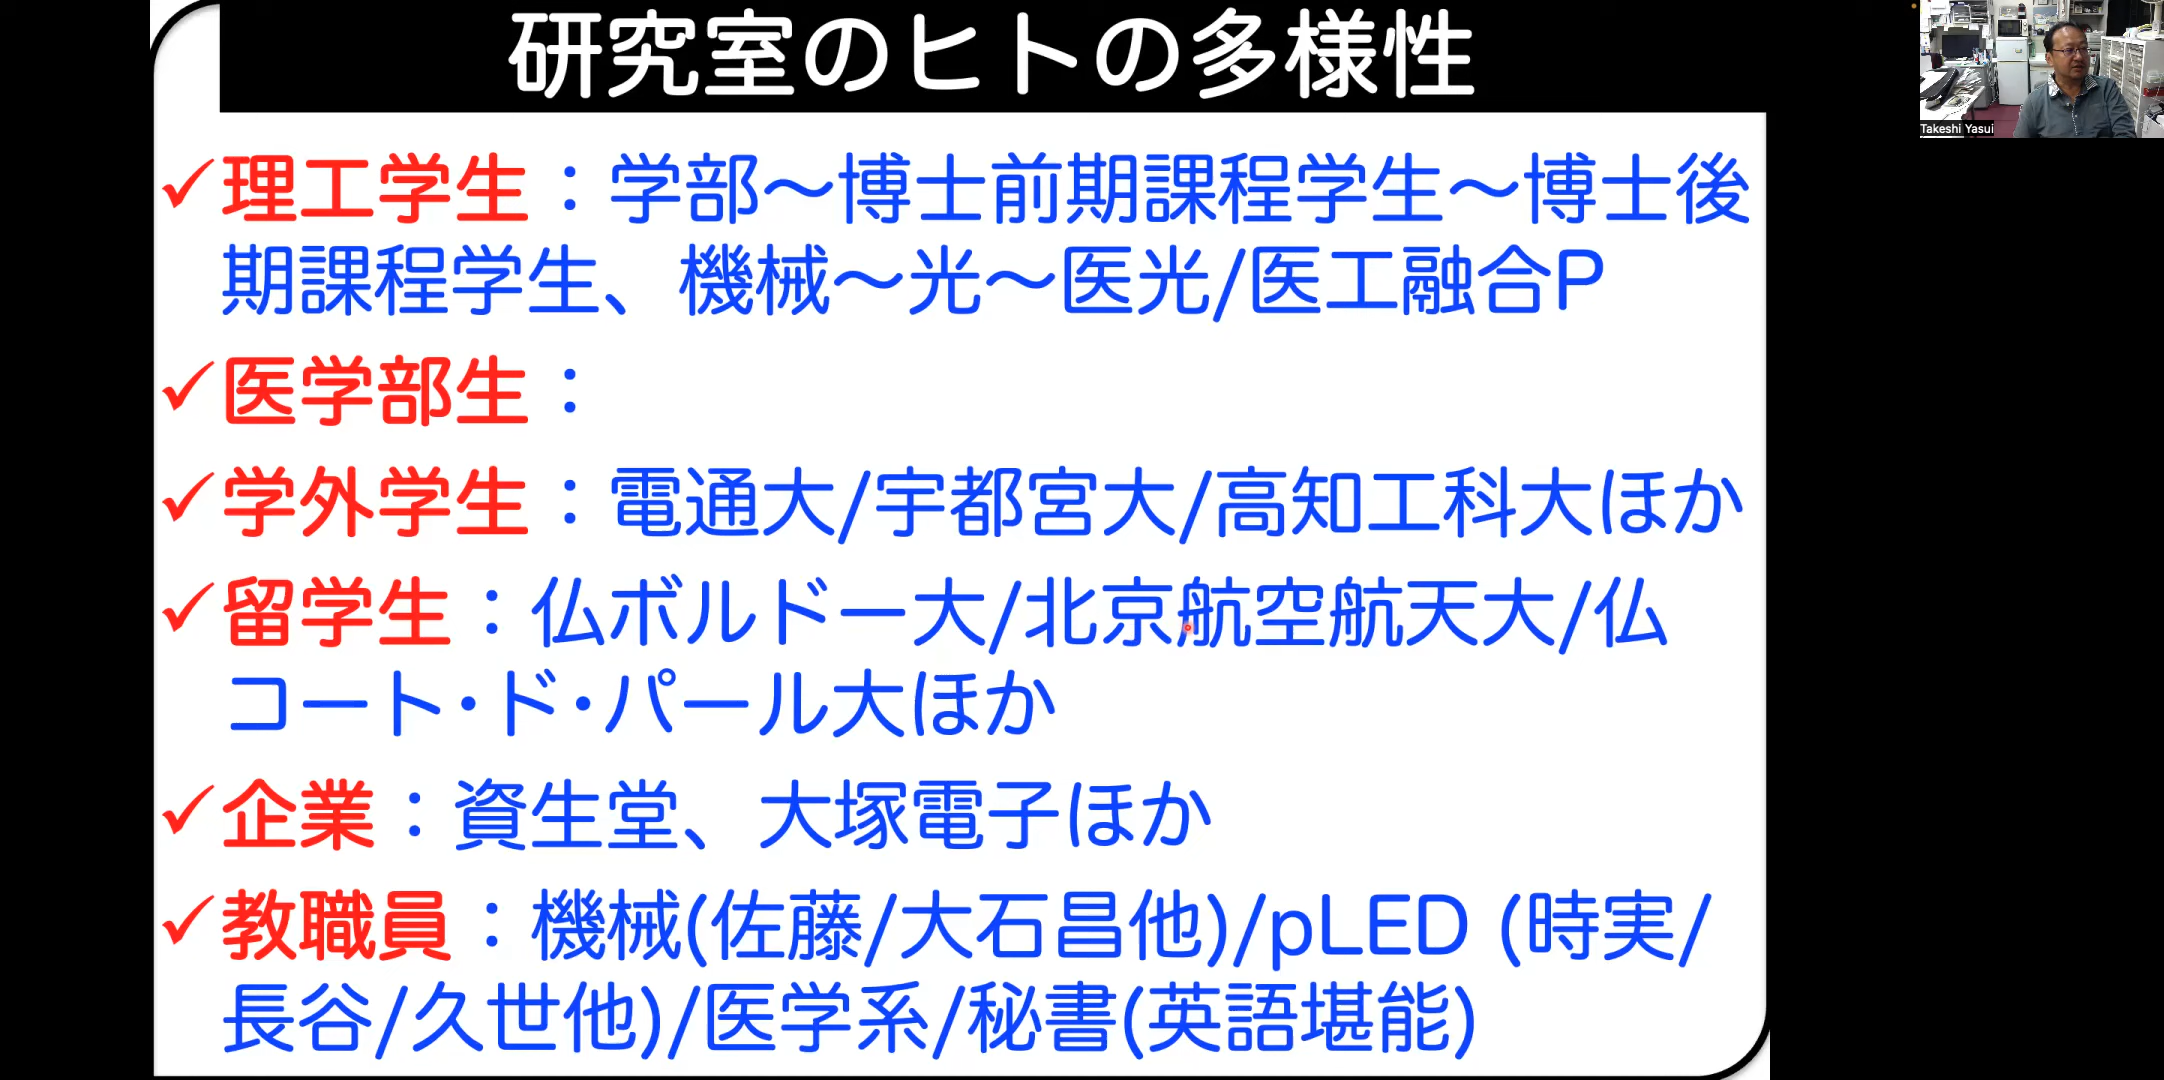 研究室のヒトの多様性
Takeshi Yasui
✓理工学生：学部〜博士前期課程学生〜博士後
期課程学生、機械〜光〜医光/医工融合P
✓医学部生：
✓学外学生：電通大/宇都宮大/高知工科大ほか
✓留学生：仏ボルドー大/北京航空航天大/仏
コート・ド・パール大ほか
✓企業：資生堂、大塚電子ほか
✓教職員：機械(佐藤/大石昌他)/pLED (時実/
長谷/久世他)/医学系/秘書(英語堪能)